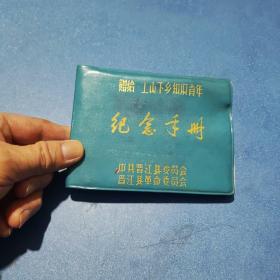 赠给 上山下乡知识青年
纪念手册
中共晋江县委员会
晋江县革命委员会